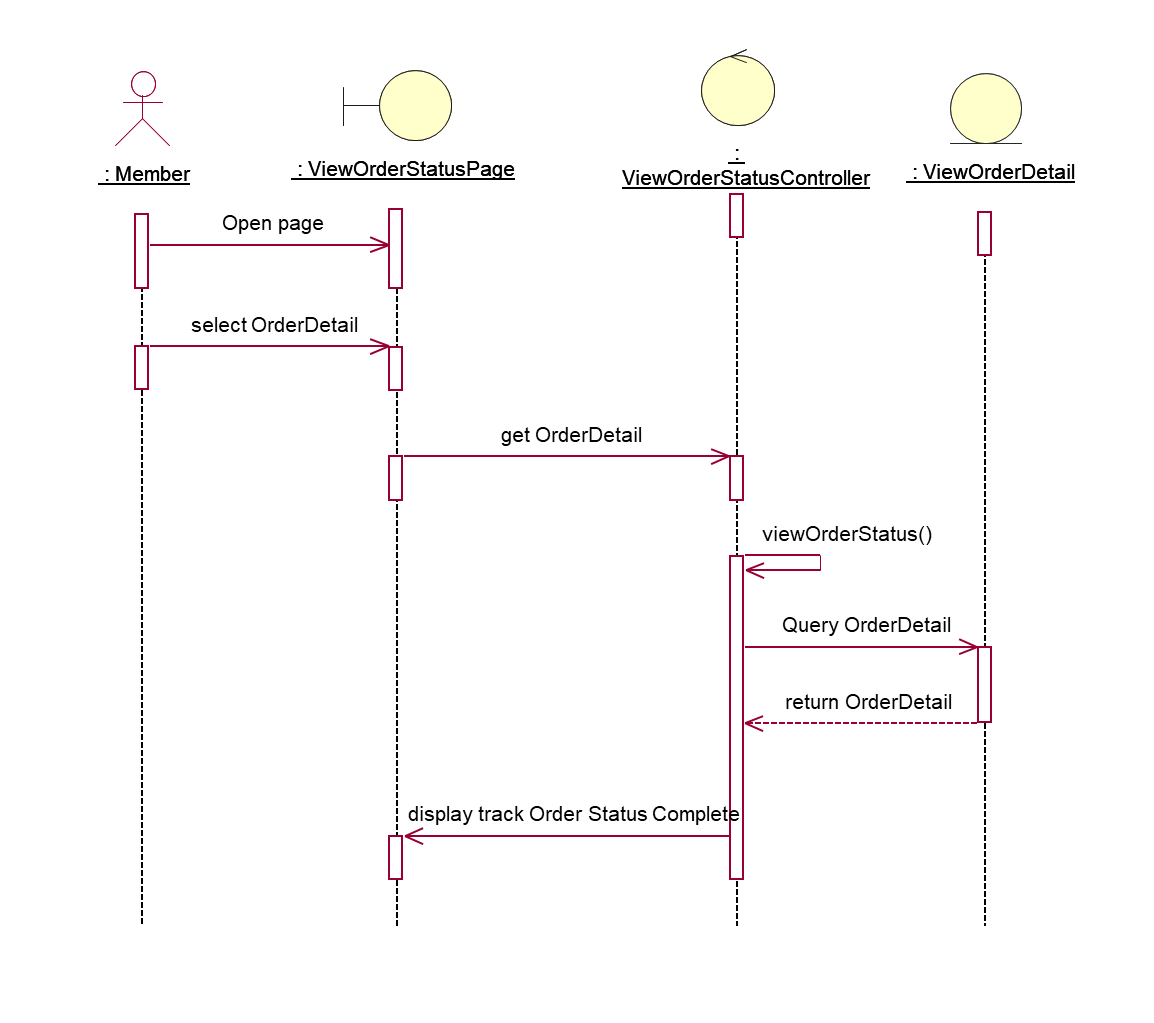 : Member
: ViewOrderStatusPage
:
ViewOrderStatusController
: ViewOrderDetail
Open page
select OrderDetail
get OrderDetail
viewOrderStatus()
Query OrderDetail
return OrderDetail
display track Order Status Complete